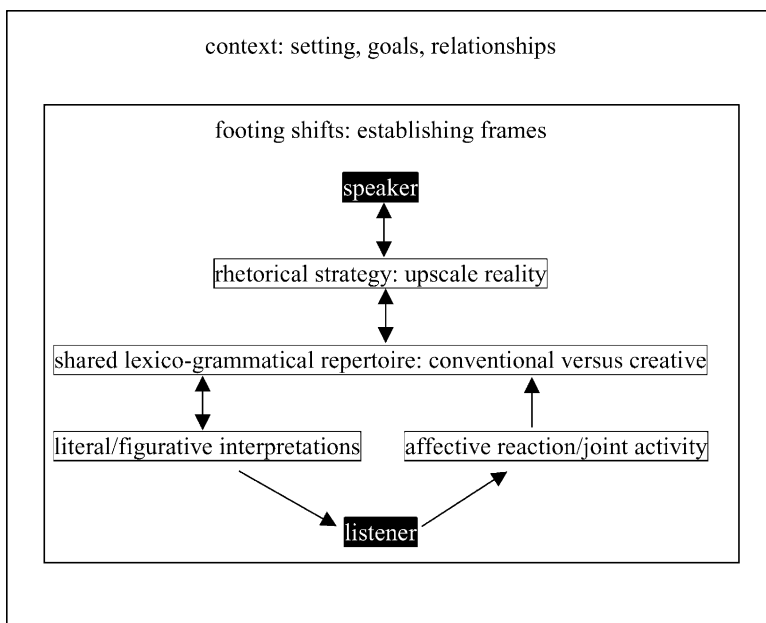 context: setting, goals, relationships
footing shifts: establishing frames
speaker
rhetorical strategy: upscale reality
shared lexico-grammatical repertoire: conventional versus creative
literal/figurative interpretations
affective reaction/joint activity
listener